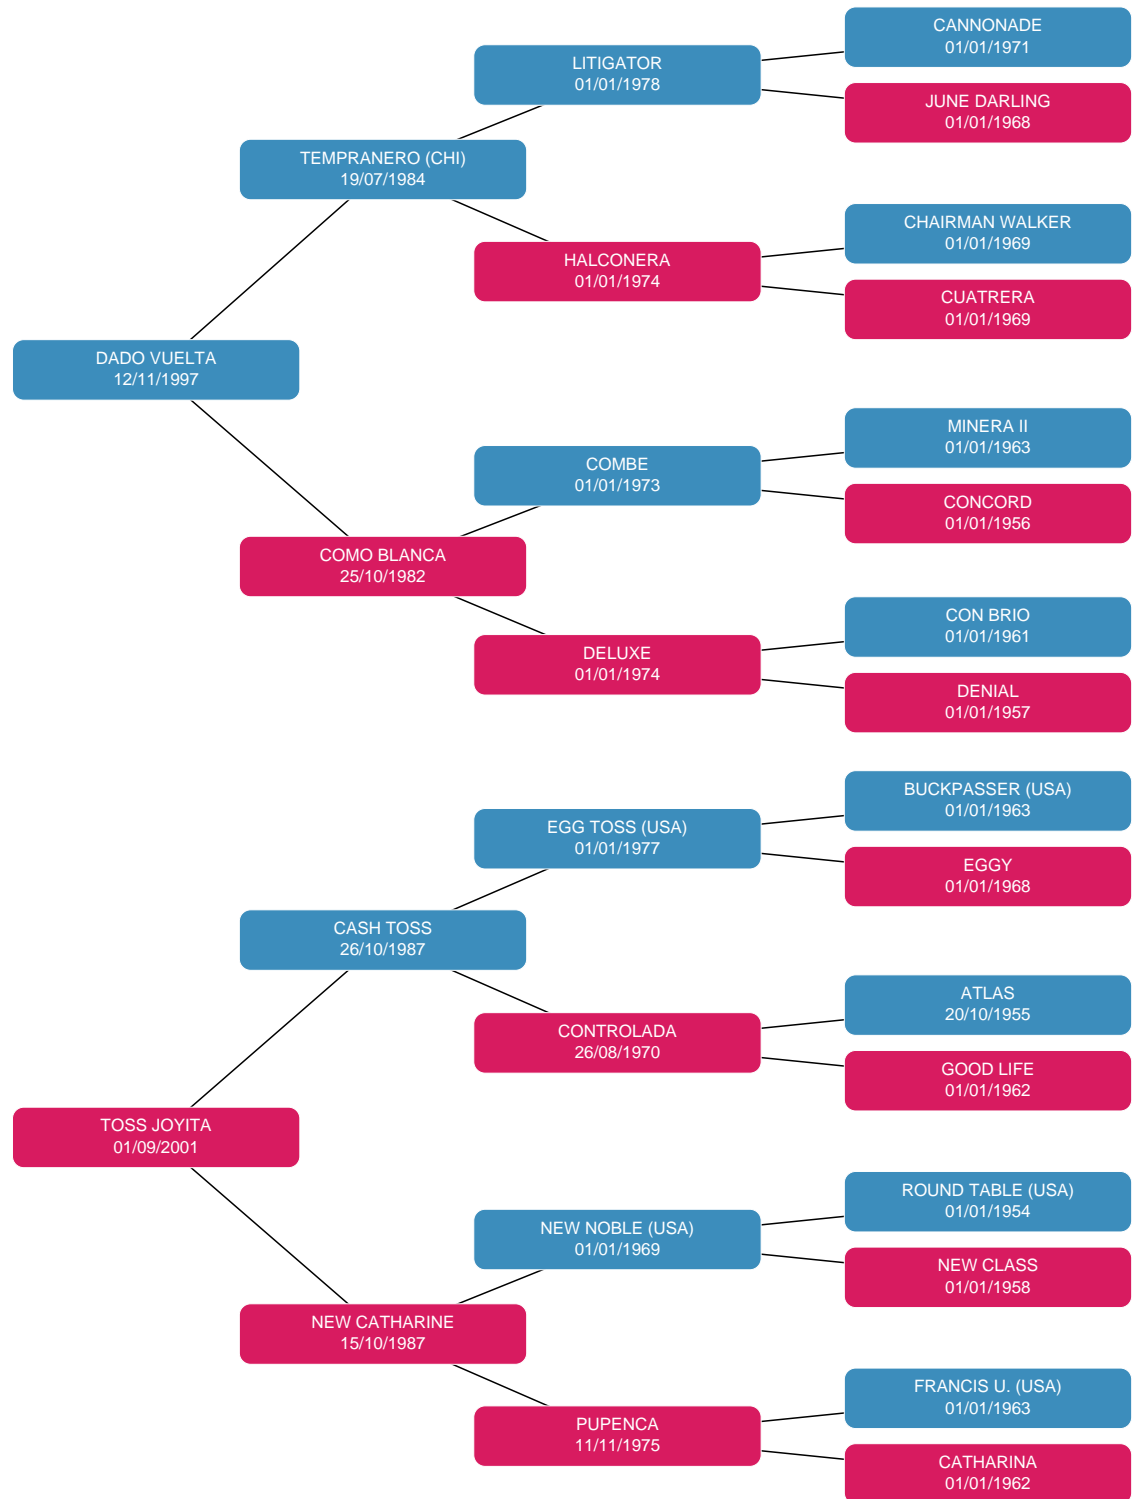 CANNONADE
01/01/1971
LITIGATOR
01/01/1978
JUNE DARLING
01/01/1968
TEMPRANERO (CHI)
19/07/1984
CHAIRMAN WALKER
01/01/1969
HALCONERA
01/01/1974
CUATRERA
01/01/1969
DADO VUELTA
12/11/1997
MINERA II
01/01/1963
COMBE
01/01/1973
CONCORD
01/01/1956
COMO BLANCA
25/10/1982
CON BRIO
01/01/1961
DELUXE
01/01/1974
DENIAL
01/01/1957
BUCKPASSER (USA)
01/01/1963
EGG TOSS (USA)
01/01/1977
EGGY
01/01/1968
CASH TOSS
26/10/1987
ATLAS
20/10/1955
CONTROLADA
26/08/1970
GOOD LIFE
01/01/1962
TOSS JOYITA
01/09/2001
ROUND TABLE (USA)
01/01/1954
NEW NOBLE (USA)
01/01/1969
NEW CLASS
01/01/1958
NEW CATHARINE
15/10/1987
FRANCIS U. (USA)
01/01/1963
PUPENCA
11/11/1975
CATHARINA
01/01/1962